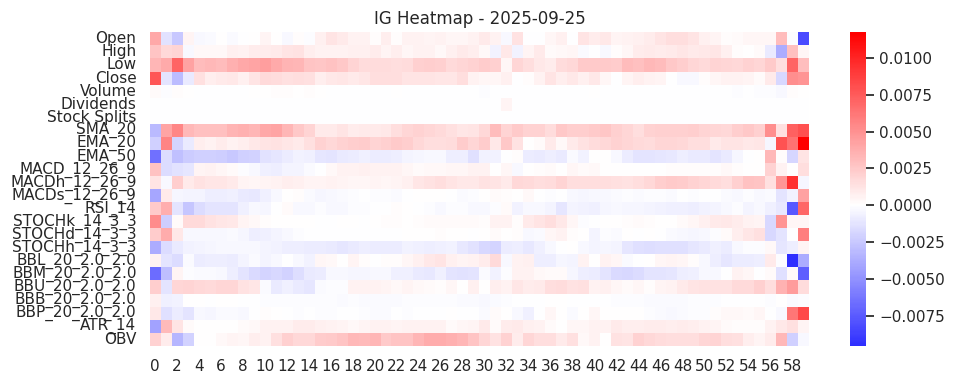 IG Heatmap - 2025-09-25
Open
High
Low
Close
Volume
Dividends
Stock Splits
SMA_20
EMA_20
EMA_50
MACD_12_26_9
MACDh_12_26_9
MACDs_12_26_9
RSI_14
STOCHk_14_3_3
STOCHd_14_3_3
STOCHh_14_3_3
BBL_20_2.0_2.0
BBM_20_2.0_2.0
BBU_20_2.0_2.0
BBB_20_2.0_2.0
BBP_20_2.0_2.0
ATR_14
OBV
0 2 4 6 8 10 12 14 16 18 20 22 24 26 28 30 32 34 36 38 40 42 44 46 48 50 52 54 56 58
0.0100
0.0075
0.0050
0.0025
0.0000
−0.0025
−0.0050
−0.0075